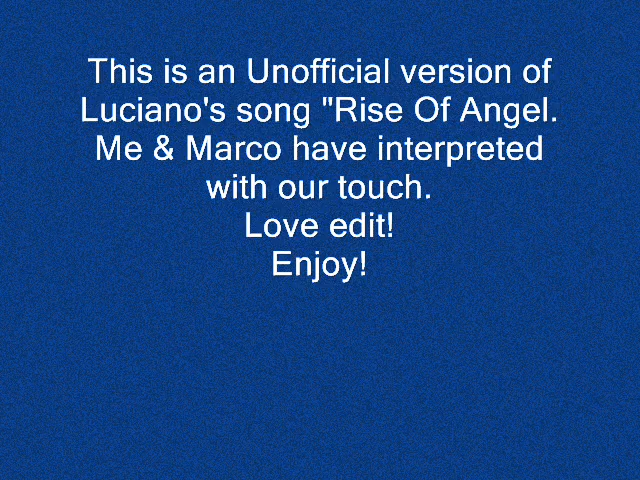 This is an Unofficial version of
Luciano's song "Rise Of Angel.
Me & Marco have interpreted
with our touch.
Love edit!
Enjoy!